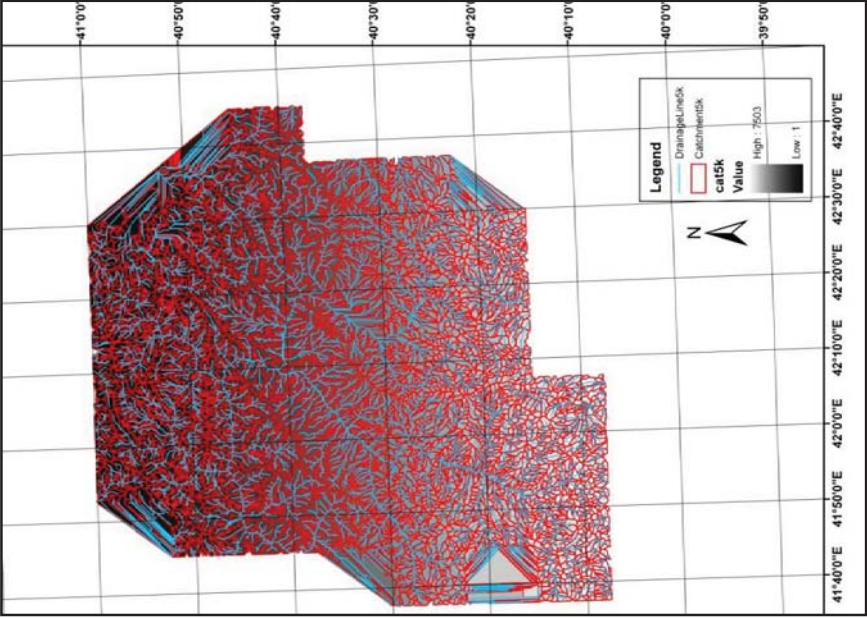 41°0'0"
40°50'
40°40'
40°30'
40°20'
40°10'
40°0'
39°50'
Legend
DrainageLine5k
Catchment5k
cat5k
Value
High : 7503
Low : 1
N
41°40'0"E
41°50'0"E
42°0'0"E
42°10'0"E
42°20'0"E
42°30'0"E
42°40'0"E